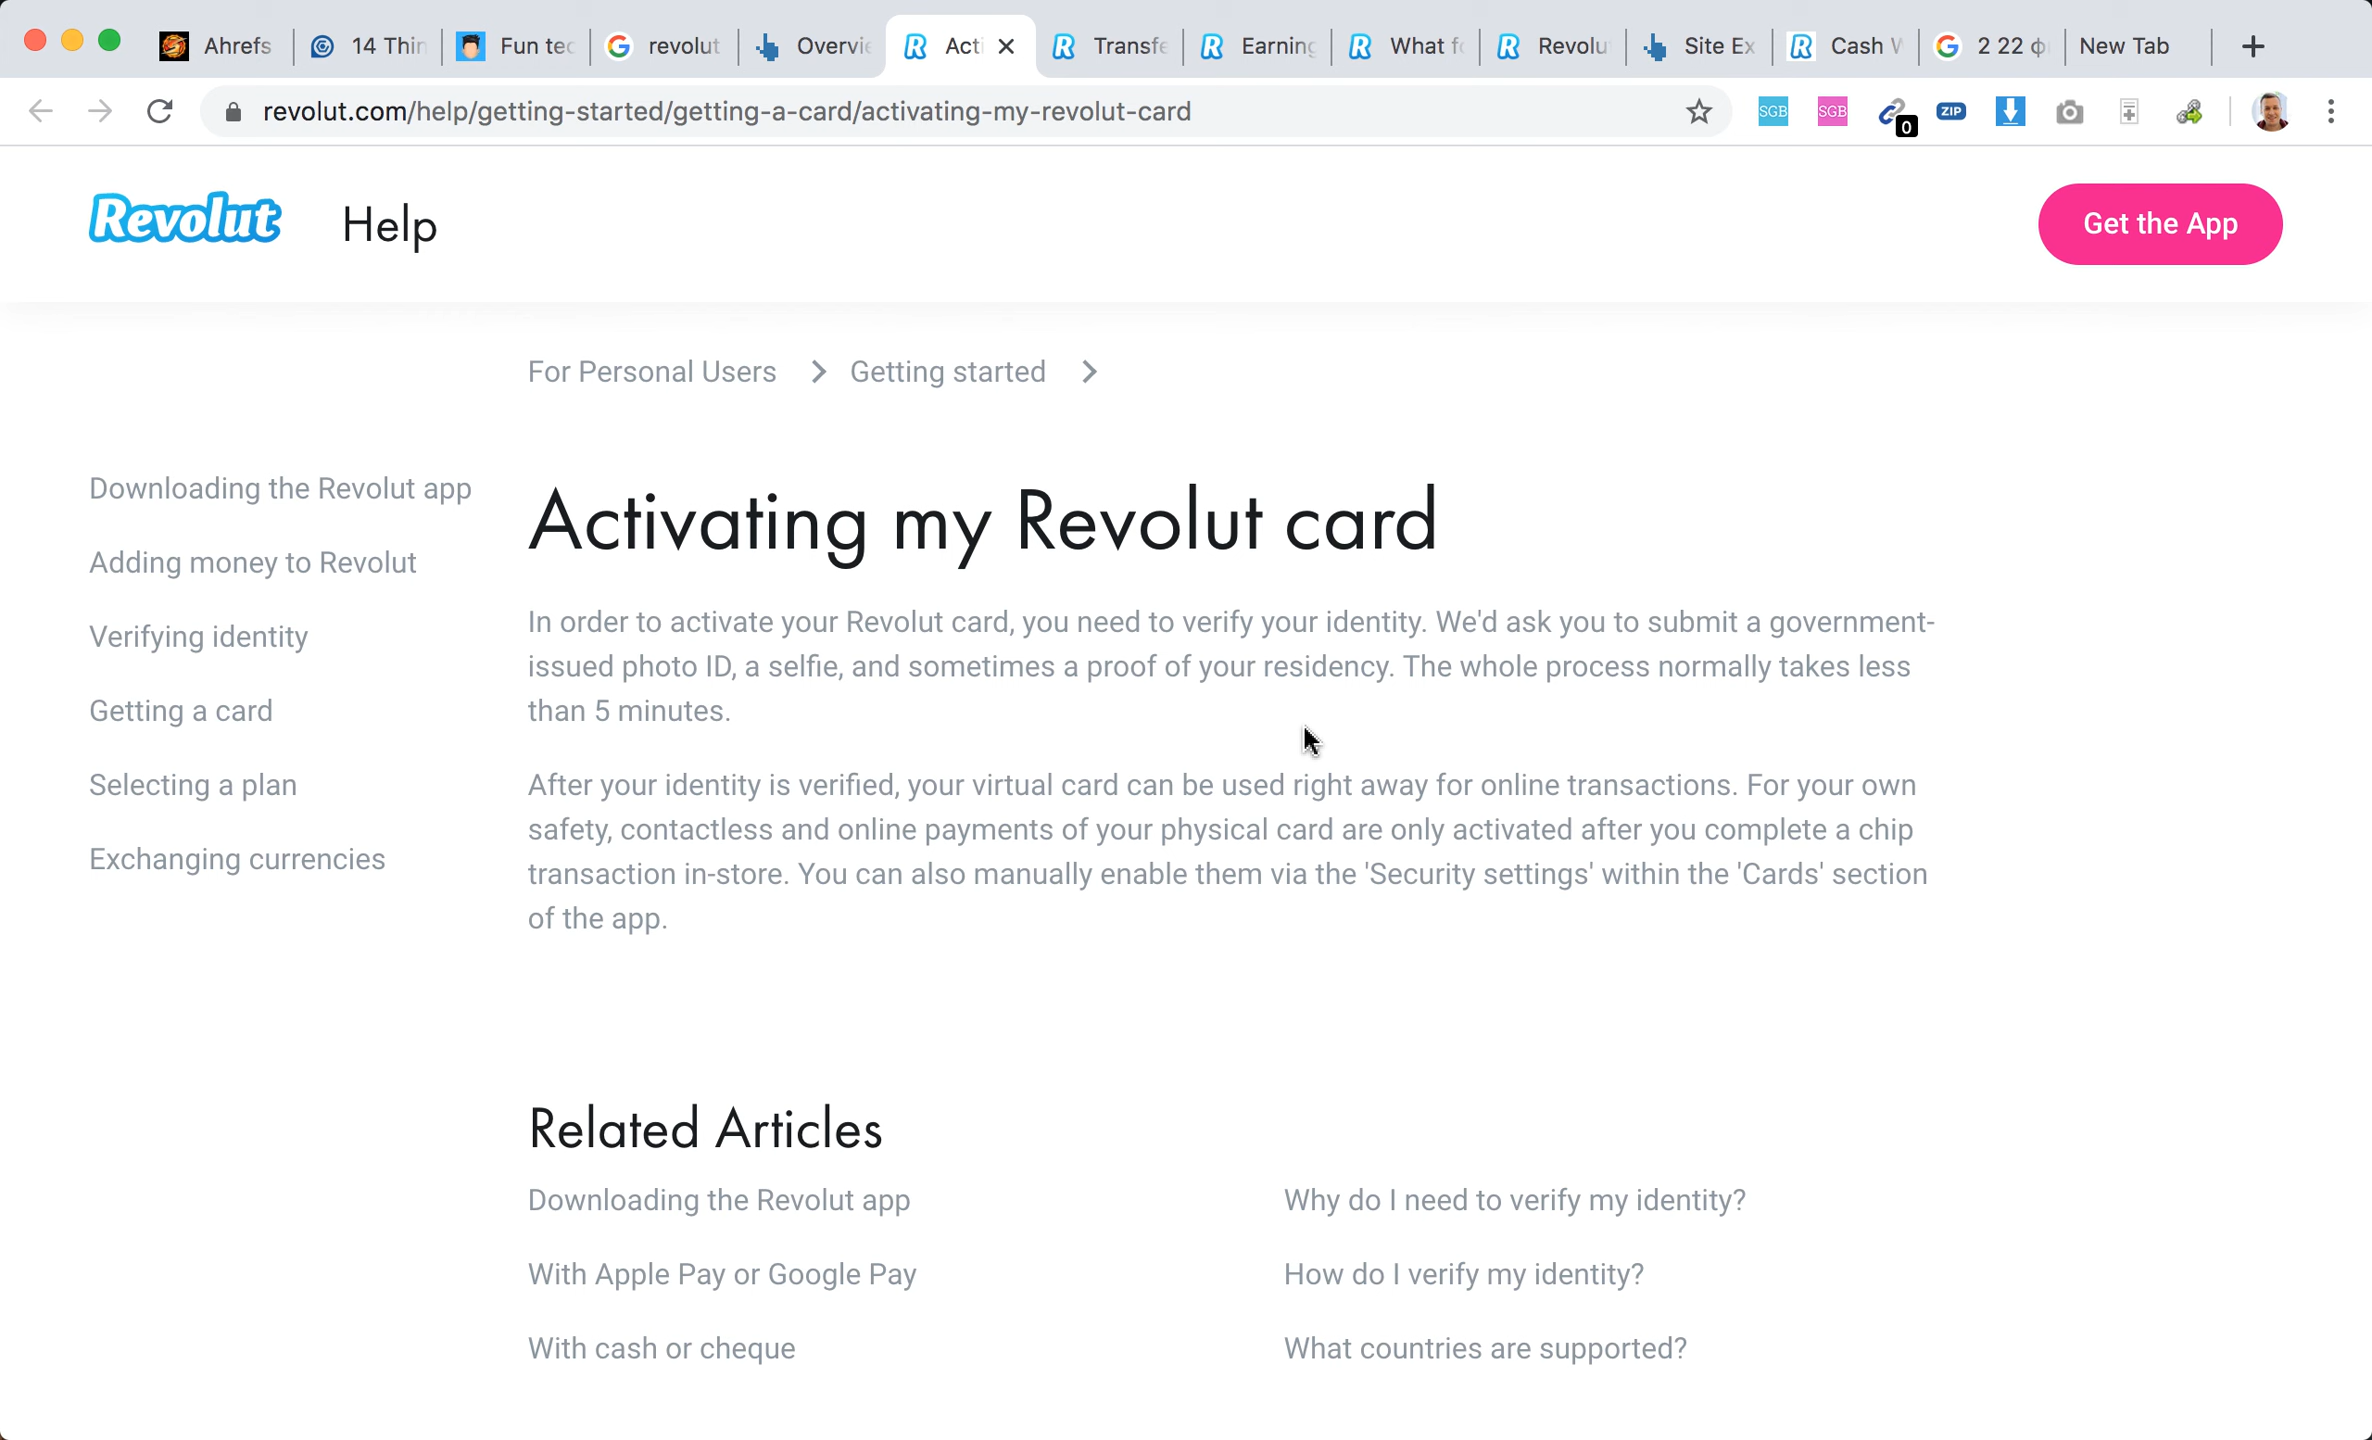 Ahrefs
14 Thin
Fun tec
revolut
Overvie
Acti
Transfe
Earning
What fo
Revolu
Site Ex
Cash
2 22
New Tab
revolut.com/help/getting-started/getting-a-card/activating-my-revolut-card
SGB
SGB
0
ZIP
Revolut
Help
Get the App
For Personal Users
Getting started
Downloading the Revolut app
Adding money to Revolut
Verifying identity
Getting a card
Selecting a plan
Exchanging currencies
Activating my Revolut card
In order to activate your Revolut card, you need to verify your identity. We'd ask you to submit a government-
issued photo ID, a selfie, and sometimes a proof of your residency. The whole process normally takes less
than 5 minutes.
After your identity is verified, your virtual card can be used right away for online transactions. For your own
safety, contactless and online payments of your physical card are only activated after you complete a chip
transaction in-store. You can also manually enable them via the 'Security settings' within the 'Cards' section
of the app.
Related Articles
Downloading the Revolut app
Why do I need to verify my identity?
With Apple Pay or Google Pay
How do I verify my identity?
With cash or cheque
What countries are supported?